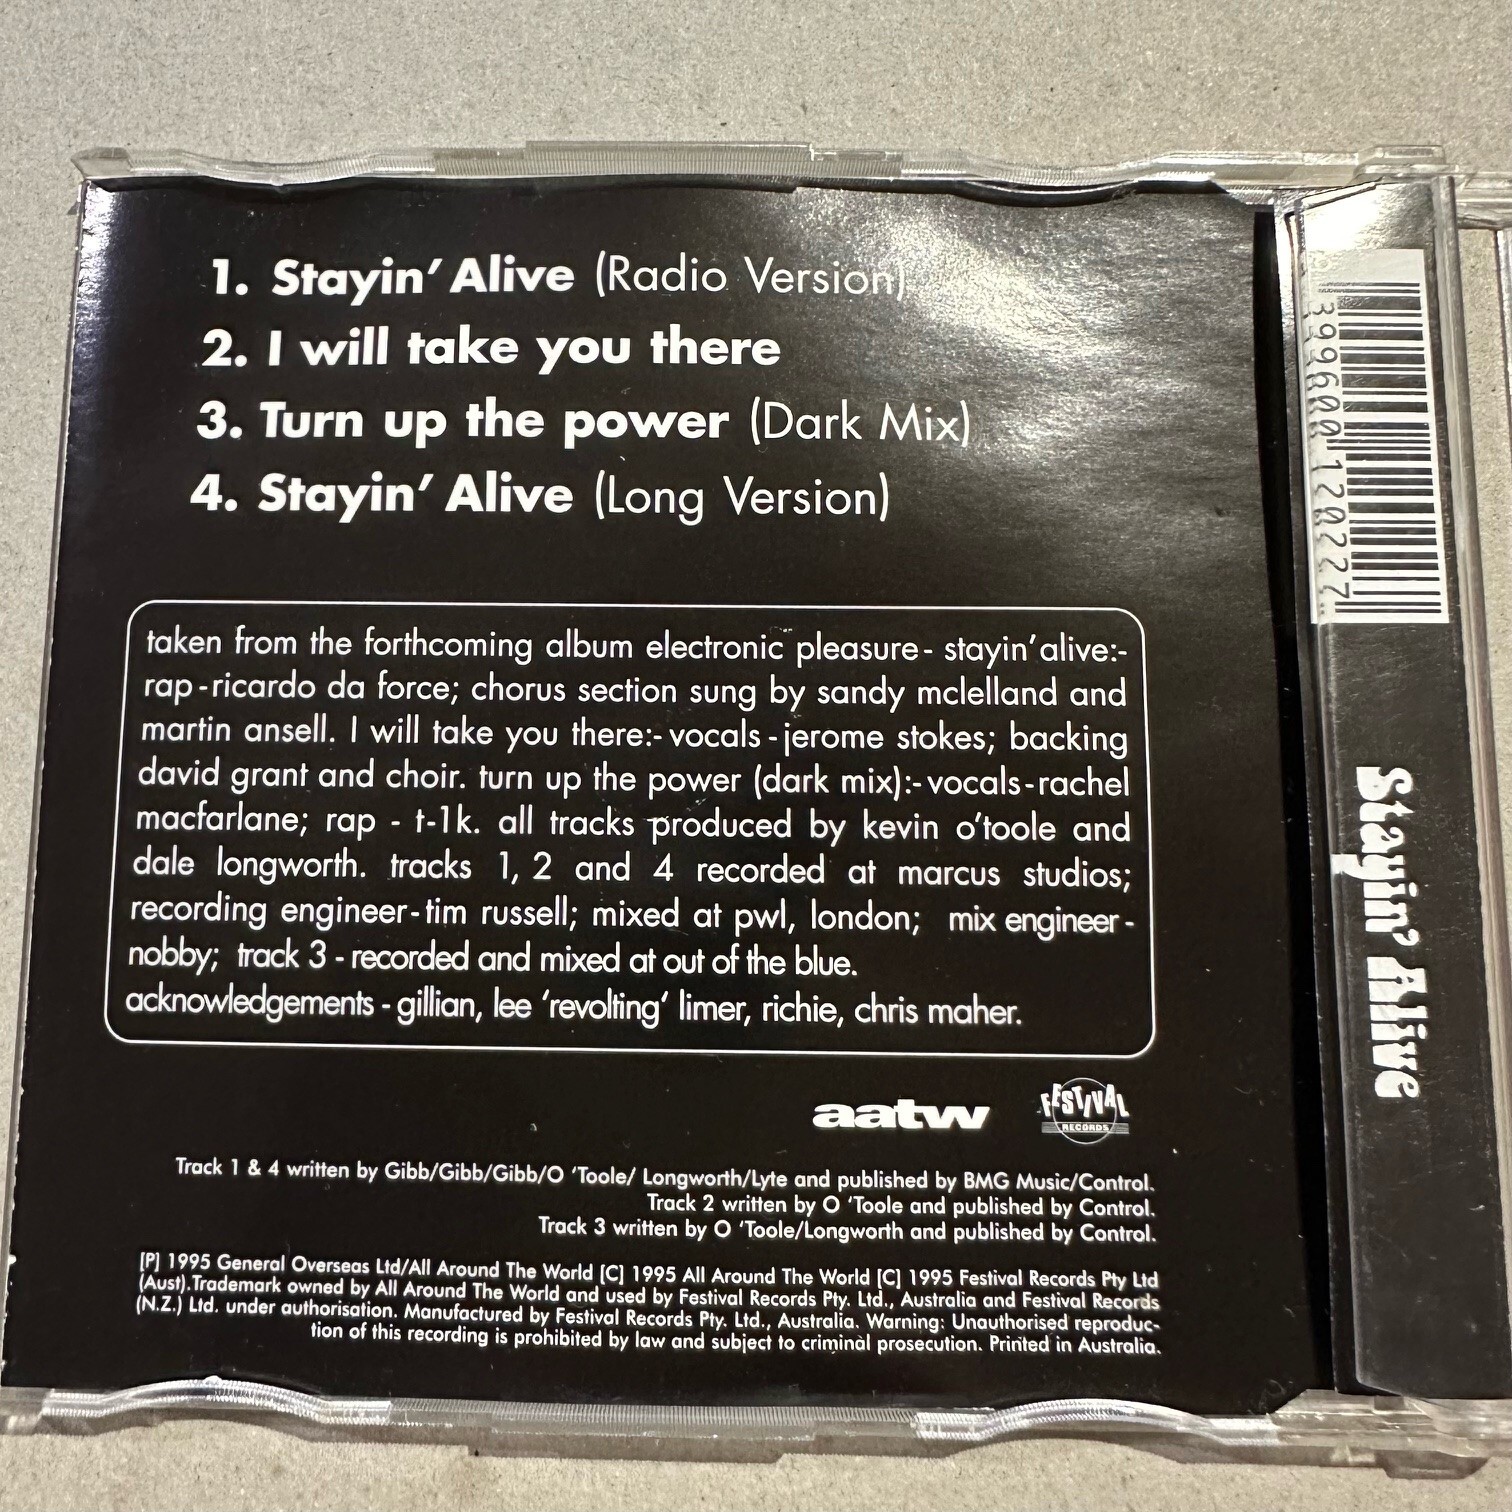 1. Stayin' Alive (Radio Version)
2. I will take you there
3. Turn up the power (Dark Mix)
4. Stayin' Alive (Long Version)
taken from the forthcoming album electronic pleasure- stayin'alive:-
rap-ricardo da force; chorus section sung by sandy mclelland and
martin ansell. I will take you there:- vocals -jerome stokes; backing
david grant and choir. turn up the power (dark mix):-vocals-rachel
macfarlane; rap - t-1k. all tracks produced by kevin o'toole and
dale longworth. tracks 1, 2 and 4 recorded at marcus studios;
recording engineer-tim russell; mixed at pwl, london; mix engineer-
nobby; track 3 - recorded and mixed at out of the blue.
acknowledgements - gillian, lee 'revolting' limer, richie, chris maher.
aatw
FESTIVAL
RECORDS
Track 1 & 4 written by Gibb/Gibb/Gibb/O 'Toole/ Longworth/Lyte and published by BMG Music/Control.
Track 2 written by O 'Toole and published by Control.
Track 3 written by O 'Toole/Longworth and published by Control.
[P] 1995 General Overseas Ltd/All Around The World [C] 1995 All Around The World [C] 1995 Festival Records Pty Ltd
(Aust).Trademark owned by All Around The World and used by Festival Records Pty. Ltd., Australia and Festival Records
(N.Z.) Ltd. under authorisation. Manufactured by Festival Records Pty. Ltd., Australia. Warning: Unauthorised reproduc-
tion of this recording is prohibited by law and subject to criminal prosecution. Printed in Australia.
Stayin' Alive